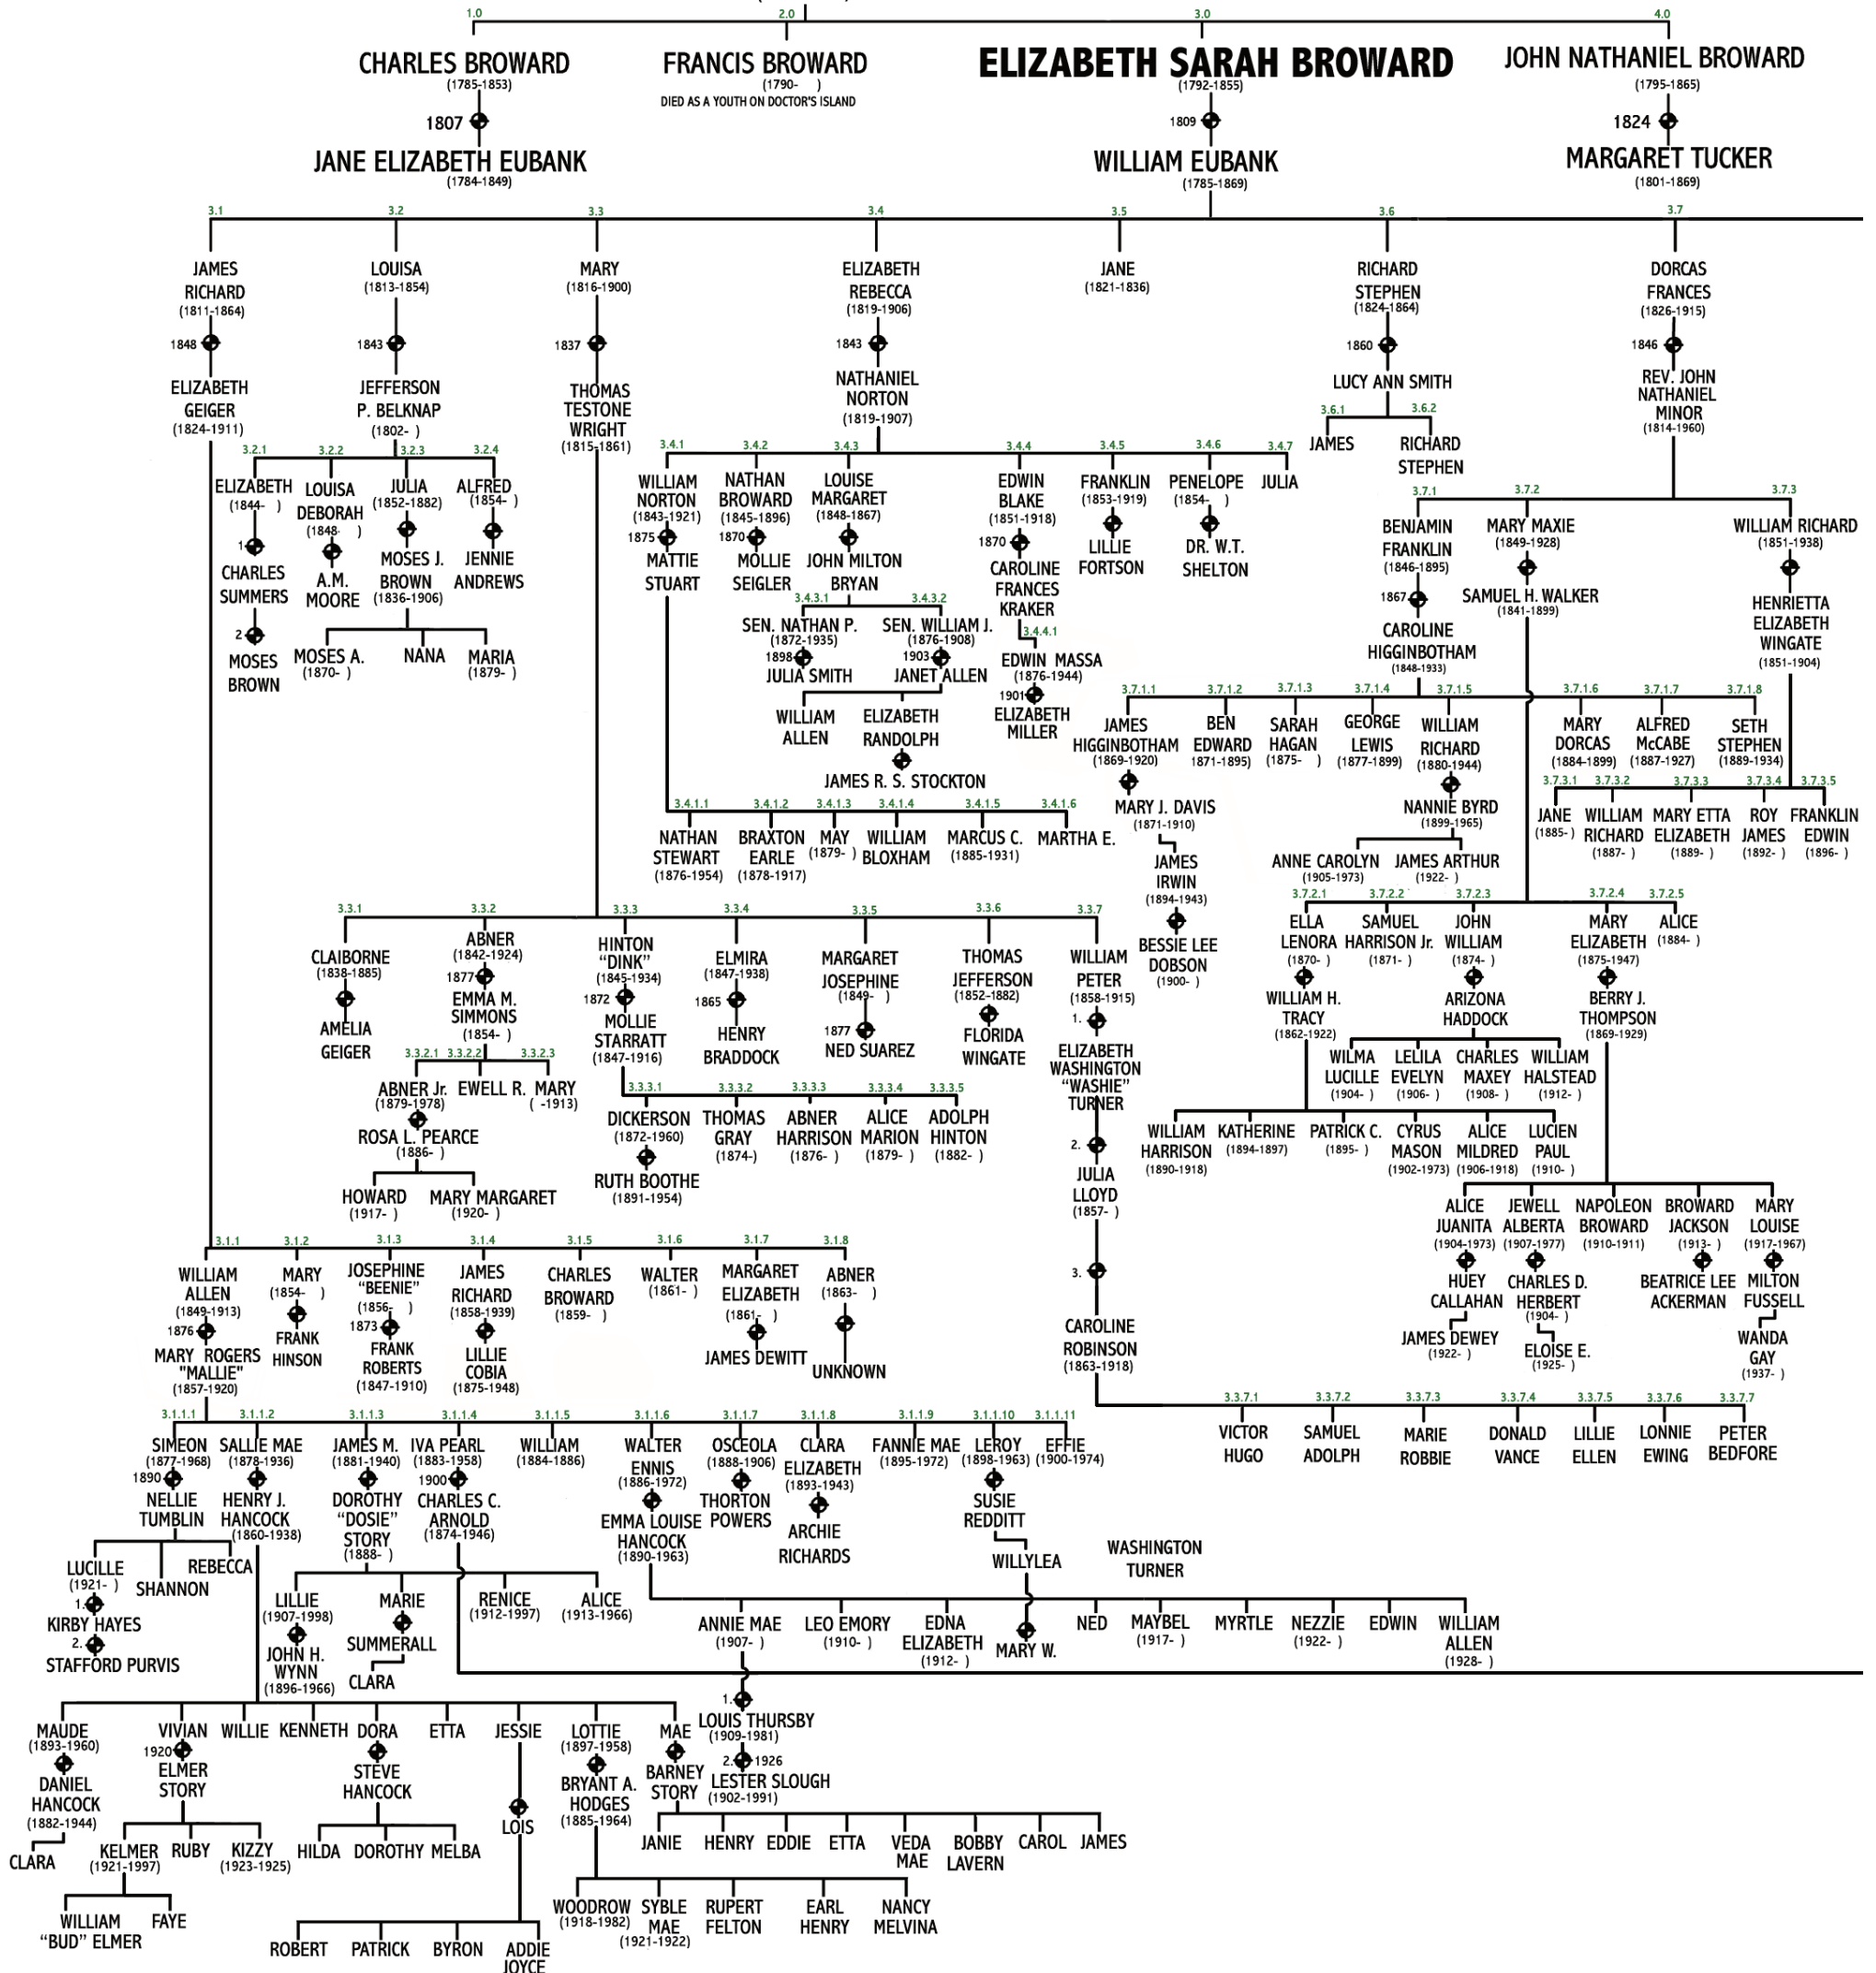 1.0 2.0 3.0 4.0
CHARLES BROWARD
(1785-1853)
1807
JANE ELIZABETH EUBANK
(1784-1849)
FRANCIS BROWARD
(1790- )
DIED AS A YOUTH ON DOCTOR'S ISLAND
ELIZABETH SARAH BROWARD
(1792-1855)
1809
WILLIAM EUBANK
(1785-1869)
JOHN NATHANIEL BROWARD
(1795-1865)
1824
MARGARET TUCKER
(1801-1869)
3.1 3.2 3.3 3.4 3.5 3.6 3.7
JAMES
RICHARD
(1811-1864)
1848
ELIZABETH
GEIGER
(1824-1911)
LOUISA
(1813-1854)
1843
JEFFERSON
P. BELKNAP
(1802- )
MARY
(1816-1900)
1837
THOMAS
TESTONE
WRIGHT
(1815-1861)
ELIZABETH
REBECCA
(1819-1906)
1843
NATHANIEL
NORTON
(1819-1907)
JANE
(1821-1836)
RICHARD
STEPHEN
(1824-1864)
1860
LUCY ANN SMITH
3.6.1 3.6.2
JAMES
RICHARD
STEPHEN
DORCAS
FRANCES
(1826-1915)
1846
REV. JOHN
NATHANIEL
MINOR
(1814-1960)
3.2.1 3.2.2 3.2.3 3.2.4
ELIZABETH
(1844- )
1
CHARLES
SUMMERS
2
MOSES
BROWN
LOUISA
DEBORAH
(1848- )
A.M.
MOORE
JULIA
(1852-1882)
MOSES J.
BROWN
(1836-1906)
ALFRED
(1854- )
JENNIE
ANDREWS
MOSES A.
(1870- )
NANA
MARIA
(1879- )
3.4.1 3.4.2 3.4.3 3.4.4 3.4.5 3.4.6 3.4.7
WILLIAM
NORTON
(1843-1921)
1875
MATTIE
STUART
NATHAN
BROWARD
(1845-1896)
1870
MOLLIE
SEIGLER
LOUISE
MARGARET
(1848-1867)
JOHN MILTON
BRYAN
EDWIN
BLAKE
(1851-1918)
1870
CAROLINE
FRANCES
KRAKER
FRANKLIN
(1853-1919)
LILLIE
FORTSON
PENELOPE
(1854- )
DR. W.T.
SHELTON
JULIA
3.4.3.1 3.4.3.2
SEN. NATHAN P.
(1872-1935)
1898
JULIA SMITH
SEN. WILLIAM J.
(1876-1908)
1903
JANET ALLEN
3.4.4.1
EDWIN MASSA
(1876-1944)
1901
ELIZABETH
MILLER
WILLIAM
ALLEN
ELIZABETH
RANDOLPH
JAMES R. S. STOCKTON
3.7.1 3.7.2 3.7.3
BENJAMIN
FRANKLIN
(1846-1895)
1867
CAROLINE
HIGGINBOTHAM
(1848-1933)
MARY MAXIE
(1849-1928)
SAMUEL H. WALKER
(1841-1899)
WILLIAM RICHARD
(1851-1938)
HENRIETTA
ELIZABETH
WINGATE
(1851-1904)
3.7.1.1 3.7.1.2 3.7.1.3 3.7.1.4 3.7.1.5 3.7.1.6 3.7.1.7 3.7.1.8
JAMES
HIGGINBOTHAM
(1869-1920)
MARY J. DAVIS
(1871-1910)
JAMES
IRWIN
(1894-1943)
BESSIE LEE
DOBSON
(1900- )
BEN
EDWARD
1871-1895)
SARAH
HAGAN
(1875- )
GEORGE
LEWIS
(1877-1899)
WILLIAM
RICHARD
(1880-1944)
NANNIE BYRD
(1899-1965)
ANNE CAROLYN
(1905-1973)
JAMES ARTHUR
(1922- )
MARY
DORCAS
(1884-1899)
ALFRED
McCABE
(1887-1927)
SETH
STEPHEN
(1889-1934)
3.7.3.1 3.7.3.2 3.7.3.3 3.7.3.4 3.7.3.5
JANE
(1885- )
WILLIAM
RICHARD
(1887- )
MARY ETTA
ELIZABETH
(1889- )
ROY
JAMES
(1892- )
FRANKLIN
EDWIN
(1896- )
3.4.1.1 3.4.1.2 3.4.1.3 3.4.1.4 3.4.1.5 3.4.1.6
NATHAN
STEWART
(1876-1954)
BRAXTON
EARLE
(1878-1917)
MAY
(1879- )
WILLIAM
BLOXHAM
MARCUS C.
(1885-1931)
MARTHA E.
3.7.2.1 3.7.2.2 3.7.2.3 3.7.2.4 3.7.2.5
ELLA
LENORA
(1870- )
WILLIAM H.
TRACY
(1862-1922)
SAMUEL
HARRISON Jr.
(1871- )
JOHN
WILLIAM
(1874- )
ARIZONA
HADDOCK
MARY
ELIZABETH
(1875-1947)
BERRY J.
THOMPSON
(1869-1929)
ALICE
(1884- )
WILMA
LUCILLE
(1904- )
LELILA
EVELYN
(1906- )
CHARLES
MAXEY
(1908- )
WILLIAM
HALSTEAD
(1912- )
WILLIAM
HARRISON
(1890-1918)
KATHERINE
(1894-1897)
PATRICK C.
(1895- )
CYRUS
MASON
(1902-1973)
ALICE
MILDRED
(1906-1918)
LUCIEN
PAUL
(1910- )
ALICE
JUANITA
(1904-1973)
HUEY
CALLAHAN
JAMES DEWEY
(1922- )
JEWELL
ALBERTA
(1907-1977)
CHARLES D.
HERBERT
(1904- )
ELOISE E.
(1925- )
NAPOLEON
BROWARD
(1910-1911)
BROWARD
JACKSON
(1913- )
BEATRICE LEE
ACKERMAN
MARY
LOUISE
(1917-1967)
MILTON
FUSSELL
WANDA
GAY
(1937- )
3.3.1 3.3.2 3.3.3 3.3.4 3.3.5 3.3.6 3.3.7
CLAIBORNE
(1838-1885)
AMELIA
GEIGER
ABNER
(1842-1924)
1877
EMMA M.
SIMMONS
(1854- )
HINTON
“DINK”
(1845-1934)
1872
MOLLIE
STARRATT
(1847-1916)
ELMIRA
(1847-1938)
1865
HENRY
BRADDOCK
MARGARET
JOSEPHINE
(1849- )
1877
NED SUAREZ
THOMAS
JEFFERSON
(1852-1882)
FLORIDA
WINGATE
WILLIAM
PETER
(1858-1915)
1.
ELIZABETH
WASHINGTON
“WASHIE”
TURNER
2.
JULIA
LLOYD
(1857- )
3.
CAROLINE
ROBINSON
(1863-1918)
3.3.2.1 3.3.2.2 3.3.2.3
ABNER Jr.
(1879-1978)
ROSA L. PEARCE
(1886- )
EWELL R.
MARY
( -1913)
HOWARD
(1917- )
MARY MARGARET
(1920- )
3.3.3.1 3.3.3.2 3.3.3.3 3.3.3.4 3.3.3.5
DICKERSON
(1872-1960)
RUTH BOOTHE
(1891-1954)
THOMAS
GRAY
(1874-)
ABNER
HARRISON
(1876- )
ALICE
MARION
(1879- )
ADOLPH
HINTON
(1882- )
3.1.1 3.1.2 3.1.3 3.1.4 3.1.5 3.1.6 3.1.7 3.1.8
WILLIAM
ALLEN
(1849-1913)
1876
MARY ROGERS
"MALLIE"
(1857-1920)
MARY
(1854- )
FRANK
HINSON
JOSEPHINE
“BEENIE”
(1856- )
1873
FRANK
ROBERTS
(1847-1910)
JAMES
RICHARD
(1858-1939)
LILLIE
COBIA
(1875-1948)
CHARLES
BROWARD
(1859- )
WALTER
(1861- )
MARGARET
ELIZABETH
(1861- )
JAMES DEWITT
ABNER
(1863- )
UNKNOWN
3.3.7.1 3.3.7.2 3.3.7.3 3.3.7.4 3.3.7.5 3.3.7.6 3.3.7.7
VICTOR
HUGO
SAMUEL
ADOLPH
MARIE
ROBBIE
DONALD
VANCE
LILLIE
ELLEN
LONNIE
EWING
PETER
BEDFORE
3.1.1.1 3.1.1.2 3.1.1.3 3.1.1.4 3.1.1.5 3.1.1.6 3.1.1.7 3.1.1.8 3.1.1.9 3.1.1.10 3.1.1.11
SIMEON
(1877-1968)
1890
NELLIE
TUMBLIN
SALLIE MAE
(1878-1936)
HENRY J.
HANCOCK
(1860-1938)
JAMES M.
(1881-1940)
DOROTHY
“DOSIE”
STORY
(1888- )
IVA PEARL
(1883-1958)
1900
CHARLES C.
ARNOLD
(1874-1946)
WILLIAM
(1884-1886)
WALTER
ENNIS
(1886-1972)
EMMA LOUISE
HANCOCK
(1890-1963)
OSCEOLA
(1888-1906)
THORTON
POWERS
CLARA
ELIZABETH
(1893-1943)
ARCHIE
RICHARDS
FANNIE MAE
(1895-1972)
LEROY
(1898-1963)
SUSIE
REDDITT
EFFIE
(1900-1974)
WILLYLEA
MARY W.
WASHINGTON
TURNER
LUCILLE
(1921- )
1.
KIRBY HAYES
2.
STAFFORD PURVIS
SHANNON
REBECCA
LILLIE
(1907-1998)
JOHN H.
WYNN
(1896-1966)
MARIE
SUMMERALL
CLARA
RENICE
(1912-1997)
ALICE
(1913-1966)
ANNIE MAE
(1907- )
1.
LOUIS THURSBY
(1909-1981)
2. 1926
LESTER SLOUGH
(1902-1991)
LEO EMORY
(1910- )
EDNA
ELIZABETH
(1912- )
NED
MAYBEL
(1917- )
MYRTLE
NEZZIE
(1922- )
EDWIN
WILLIAM
ALLEN
(1928- )
MAUDE
(1893-1960)
DANIEL
HANCOCK
(1882-1944)
CLARA
VIVIAN
1920
ELMER
STORY
WILLIE
KENNETH
DORA
STEVE
HANCOCK
ETTA
JESSIE
LOIS
LOTTIE
(1897-1958)
BRYANT A.
HODGES
(1885-1964)
MAE
BARNEY
STORY
KELMER
(1921-1997)
RUBY
KIZZY
(1923-1925)
HILDA
DOROTHY
MELBA
JANIE
HENRY
EDDIE
ETTA
VEDA
MAE
BOBBY
LAVERN
CAROL
JAMES
WILLIAM
“BUD” ELMER
FAYE
ROBERT
PATRICK
BYRON
ADDIE
JOYCE
WOODROW
(1918-1982)
SYBLE
MAE
(1921-1922)
RUPERT
FELTON
EARL
HENRY
NANCY
MELVINA